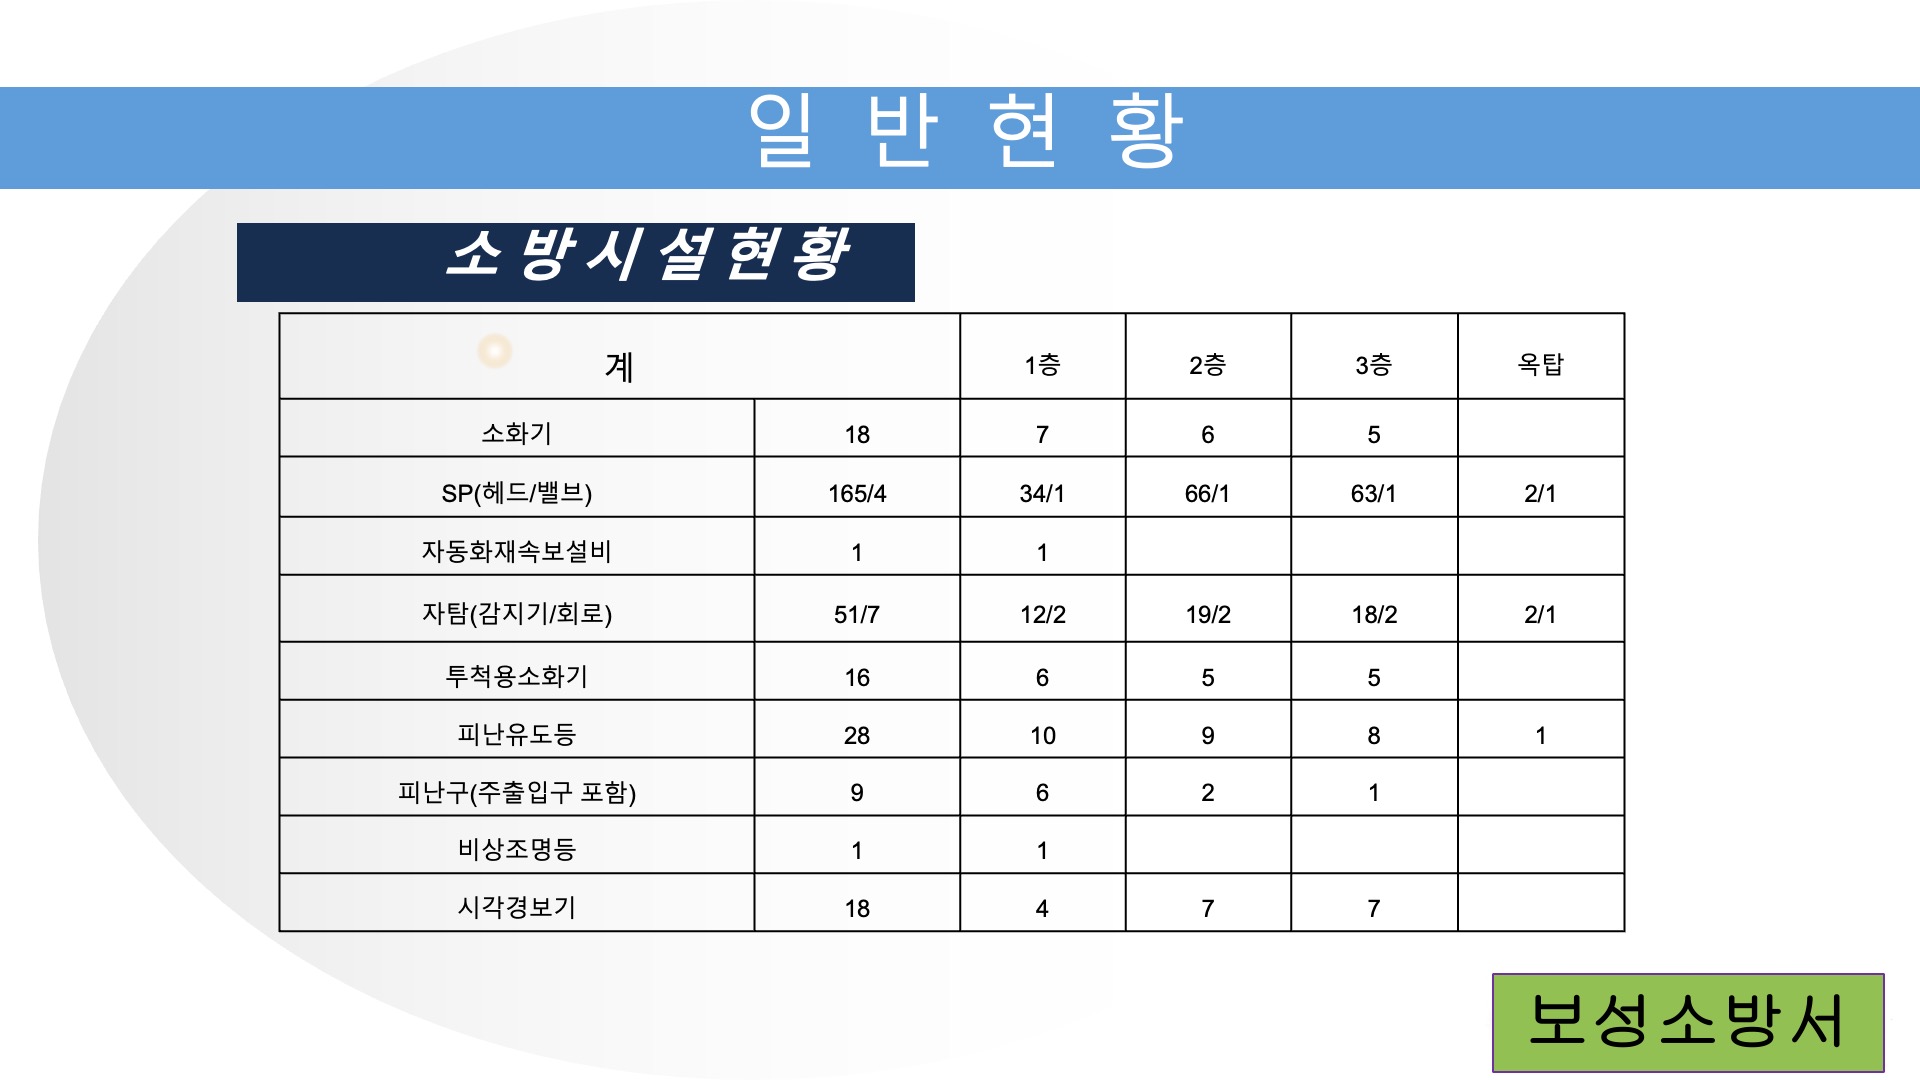 일 반 현 황
소 방 시 설 현 황
계 1층 2층 3층 옥탑
소화기 18 7 6 5
SP(헤드/밸브) 165/4 34/1 66/1 63/1 2/1
자동화재속보설비 1 1
자탐(감지기/회로) 51/7 12/2 19/2 18/2 2/1
투척용소화기 16 6 5 5
피난유도등 28 10 9 8 1
피난구(주출입구 포함) 9 6 2 1
비상조명등 1 1
시각경보기 18 4 7 7
보성소방서